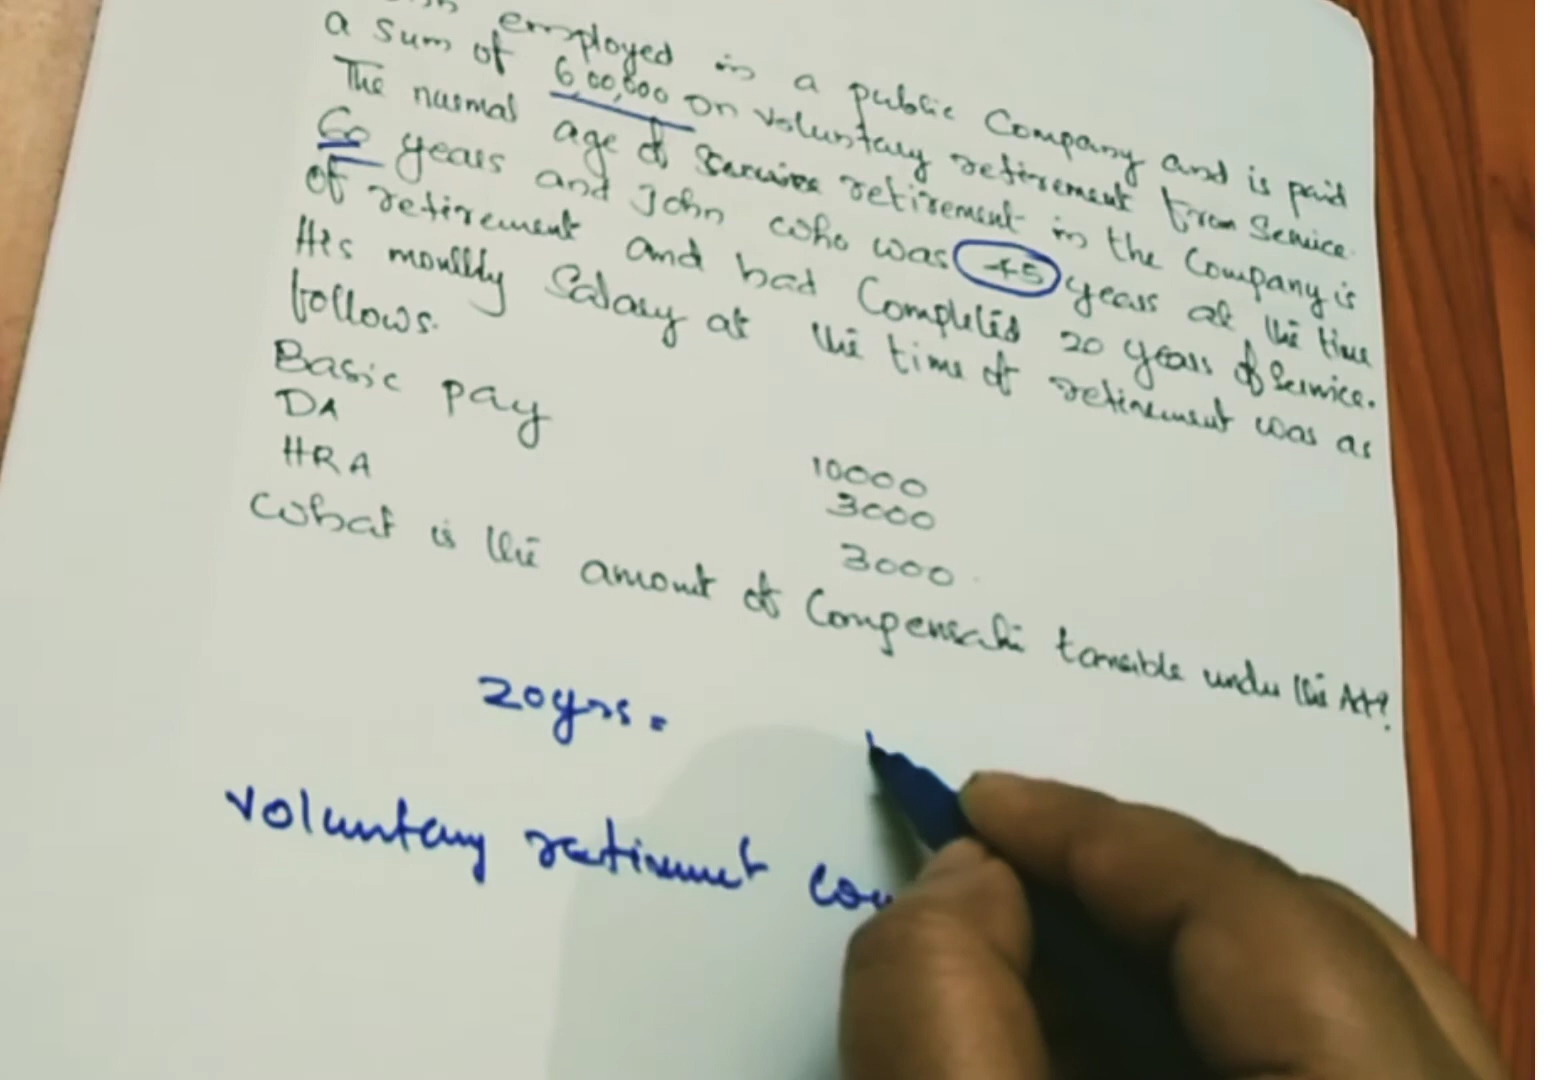 employed in a public Company and is paid
a sum of 6,00,000 on voluntary retirement from Service.
The normal age of Service retirement in the Company is
60 years and John who was 45 years at the time
of retirement and had Completed 20 years of Service.
His monthly Salary at the time of retirement was as
follows.
Basic pay 10000
DA 3000
HRA 3000
What is the amount of Compensati taxable under the Act?
20yrs =
voluntary retirement